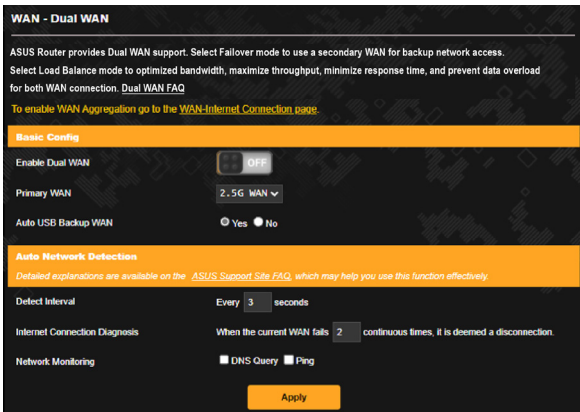 WAN - Dual WAN
ASUS Router provides Dual WAN support. Select Failover mode to use a secondary WAN for backup network access.
Select Load Balance mode to optimized bandwidth, maximize throughput, minimize response time, and prevent data overload
for both WAN connection. Dual WAN FAQ
To enable WAN Aggregation go to the WAN-Internet Connection page.
Basic Config
Enable Dual WAN OFF
Primary WAN 2.5G WAN
Auto USB Backup WAN Yes No
Auto Network Detection
Detailed explanations are available on the ASUS Support Site FAQ, which may help you use this function effectively.
Detect Interval Every 3 seconds
Internet Connection Diagnosis When the current WAN fails 2 continuous times, it is deemed a disconnection.
Network Monitoring DNS Query Ping
Apply